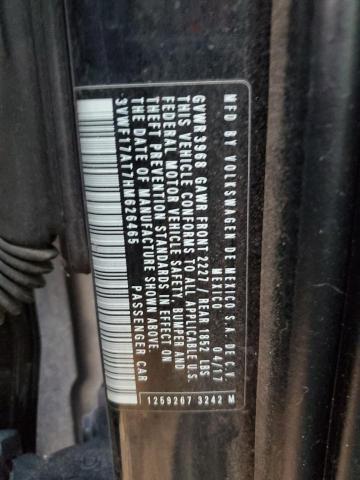 MFD BY VOLKSWAGEN DE MEXICO S.A. DE C.V.
MEXICO 04/17
GVWR 3968 GAWR FRONT 2227/ REAR 1852 LBS
THIS VEHICLE CONFORMS TO ALL APPLICABLE U.S.
FEDERAL MOTOR VEHICLE SAFETY, BUMPER AND
THEFT PREVENTION STANDARDS IN EFFECT ON
THE DATE OF MANUFACTURE SHOWN ABOVE.
3VWF17AT7HM626465 PASSENGER CAR
1259267 3242 M